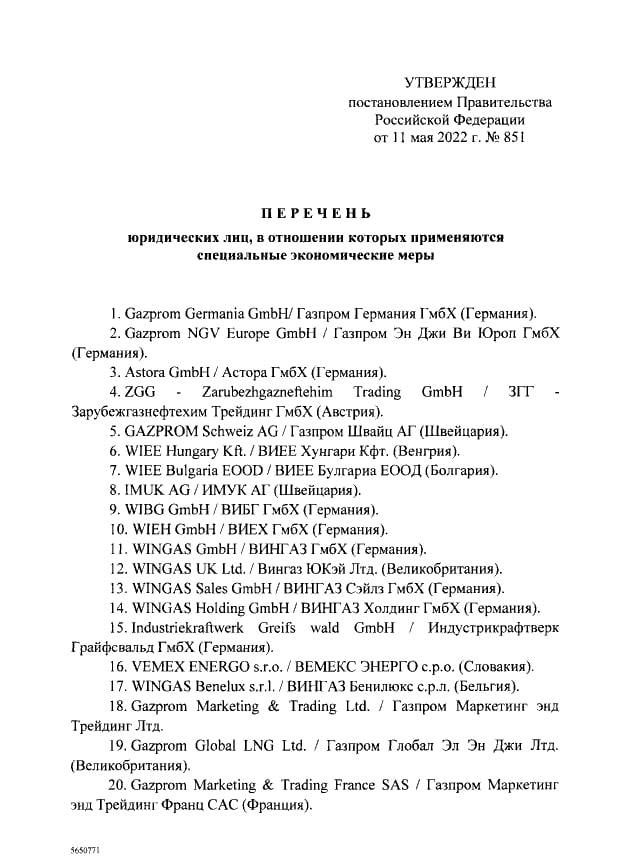 УТВЕРЖДЕН
постановлением Правительства
Российской Федерации
от 11 мая 2022 г. № 851
П Е Р Е Ч Е Н Ь
юридических лиц, в отношении которых применяются
специальные экономические меры
1. Gazprom Germania GmbH/ Газпром Германия ГмбХ (Германия).
2. Gazprom NGV Europe GmbH / Газпром Эн Джи Ви Юроп ГмбХ
(Германия).
3. Astora GmbH / Астора ГмбХ (Германия).
4. ZGG - Zarubezhgazneftehim Trading GmbH / ЗГГ -
Зарубежгазнефтехим Трейдинг ГмбХ (Австрия).
5. GAZPROM Schweiz AG / Газпром Швайц АГ (Швейцария).
6. WIEE Hungary Kft. / ВИЕЕ Хунгари Кфт. (Венгрия).
7. WIEE Bulgaria EOOD / ВИЕЕ Булгариа ЕООД (Болгария).
8. IMUK AG / ИМУК АГ (Швейцария).
9. WIBG GmbH / ВИБГ ГмбХ (Германия).
10. WIEH GmbH / ВИЕХ ГмбХ (Германия).
11. WINGAS GmbH / ВИНГАЗ ГмбХ (Германия).
12. WINGAS UK Ltd. / Вингаз ЮКэй Лтд. (Великобритания).
13. WINGAS Sales GmbH / ВИНГАЗ Сэйлз ГмбХ (Германия).
14. WINGAS Holding GmbH / ВИНГАЗ Холдинг ГмбХ (Германия).
15. Industriekraftwerk Greifs wald GmbH / Индустрикрафтверк
Грайфсвальд ГмбХ (Германия).
16. VEMEX ENERGO s.r.o. / ВЕМЕКС ЭНЕРГО с.р.о. (Словакия).
17. WINGAS Benelux s.r.l. / ВИНГАЗ Бенилюкс с.р.л. (Бельгия).
18. Gazprom Marketing & Trading Ltd. / Газпром Маркетинг энд
Трейдинг Лтд.
19. Gazprom Global LNG Ltd. / Газпром Глобал Эл Эн Джи Лтд.
(Великобритания).
20. Gazprom Marketing & Trading France SAS / Газпром Маркетинг
энд Трейдинг Франц САС (Франция).
5650771